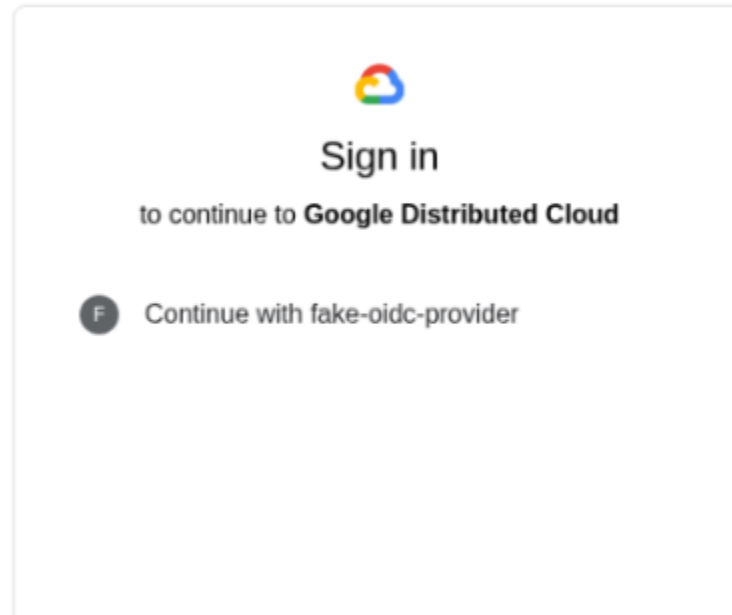 Sign in
to continue to Google Distributed Cloud
F Continue with fake-oidc-provider